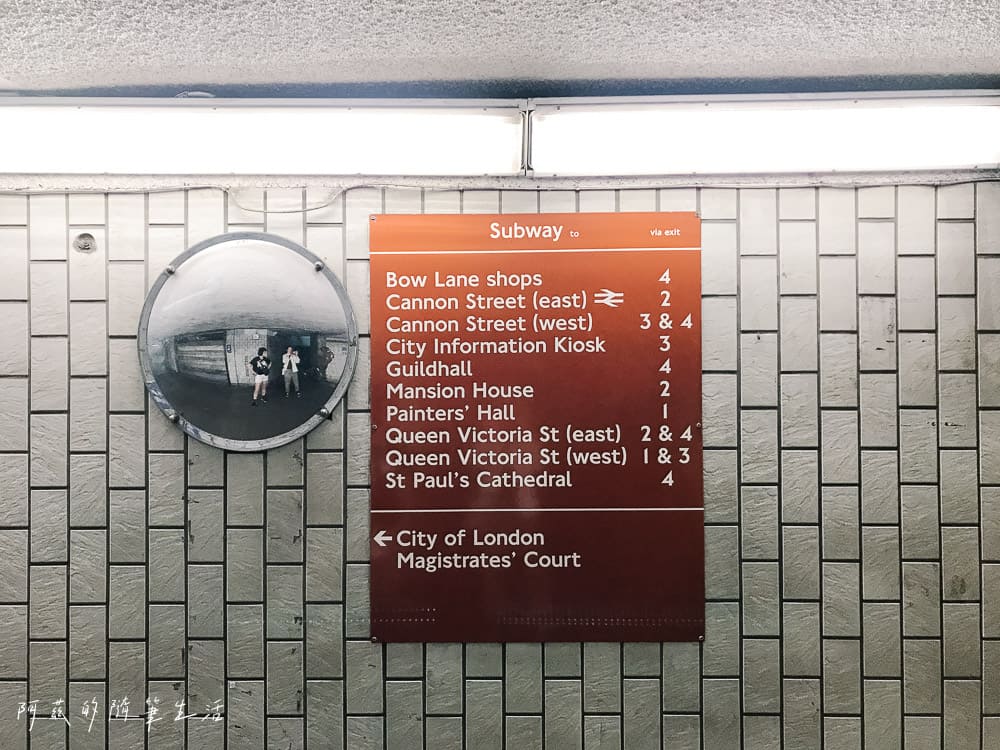 Subway to via exit
Bow Lane shops 4
Cannon Street (east) 2
Cannon Street (west) 3 & 4
City Information Kiosk 3
Guildhall 4
Mansion House 2
Painters' Hall 1
Queen Victoria St (east) 2 & 4
Queen Victoria St (west) 1 & 3
St Paul's Cathedral 4
← City of London
Magistrates' Court
阿茲的隨筆生活